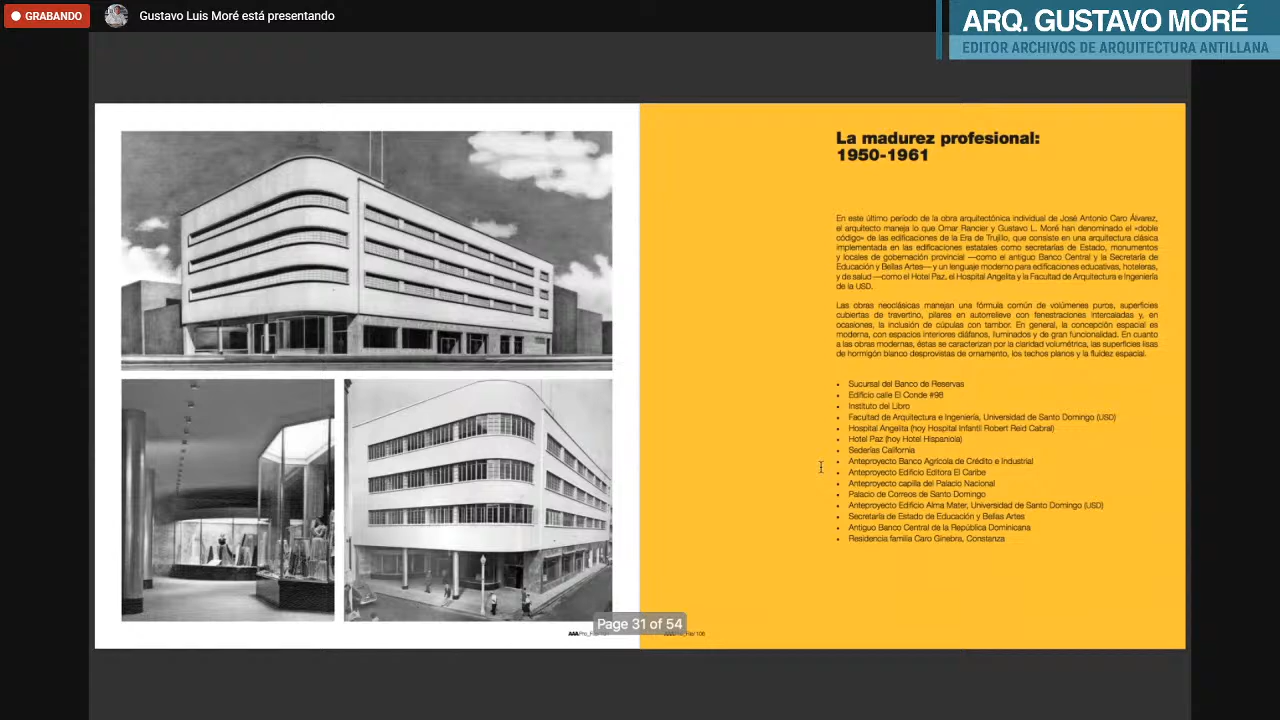 GRABANDO
Gustavo Luis Moré está presentando
ARQ. GUSTAVO MORÉ
EDITOR ARCHIVOS DE ARQUITECTURA ANTILLANA
La madurez profesional:
1950-1961
En este último período de la obra arquitectónica individual de José Antonio Caro Álvarez,
el arquitecto maneja lo que Omar Rancier y Gustavo L. Moré han denominado el «doble
código» de las edificaciones de la Era de Trujillo, que consiste en una arquitectura clásica
implementada en las edificaciones estatales como secretarías de Estado, monumentos
y locales de gobernación provincial —como el antiguo Banco Central y la Secretaría de
Educación y Bellas Artes— y un lenguaje moderno para edificaciones educativas, hoteleras,
y de salud —como el Hotel Paz, el Hospital Angelita y la Facultad de Arquitectura e Ingeniería
de la USD.
Las obras neoclásicas manejan una fórmula común de volúmenes puros, superficies
cubiertas de travertino, pilares en autorrelieve con fenestraciones intercaladas y, en
ocasiones, la inclusión de cúpulas con tambor. En general, la concepción espacial es
moderna, con espacios interiores diáfanos, iluminados y de gran funcionalidad. En cuanto
a las obras modernas, éstas se caracterizan por la claridad volumétrica, las superficies lisas
de hormigón blanco desprovistas de ornamento, los techos planos y la fluidez espacial.
• Sucursal del Banco de Reservas
• Edificio calle El Conde #98
• Instituto del Libro
• Facultad de Arquitectura e Ingeniería, Universidad de Santo Domingo (USD)
• Hospital Angelita (hoy Hospital Infantil Robert Reid Cabral)
• Hotel Paz (hoy Hotel Hispaniola)
• Sederías California
• Anteproyecto Banco Agrícola de Crédito e Industrial
• Anteproyecto Edificio Editora El Caribe
• Anteproyecto capilla del Palacio Nacional
• Palacio de Correos de Santo Domingo
• Anteproyecto Edificio Alma Mater, Universidad de Santo Domingo (USD)
• Secretaría de Estado de Educación y Bellas Artes
• Antiguo Banco Central de la República Dominicana
• Residencia familia Caro Ginebra, Constanza
Page 31 of 54